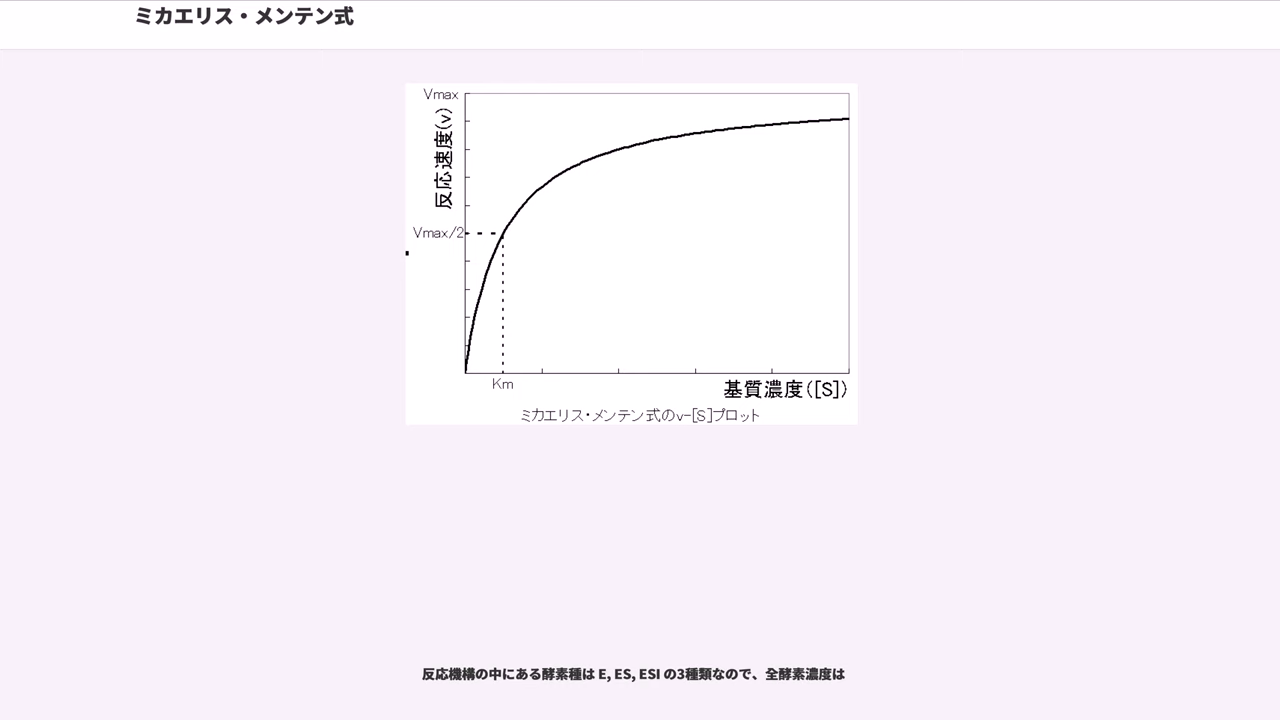 ミカエリス・メンテン式
Vmax
反応速度(v)
Vmax/2
Km
基質濃度([S])
ミカエリス・メンテン式のv-[S]プロット
反応機構の中にある酵素種は E, ES, ESI の3種類なので、全酵素濃度は